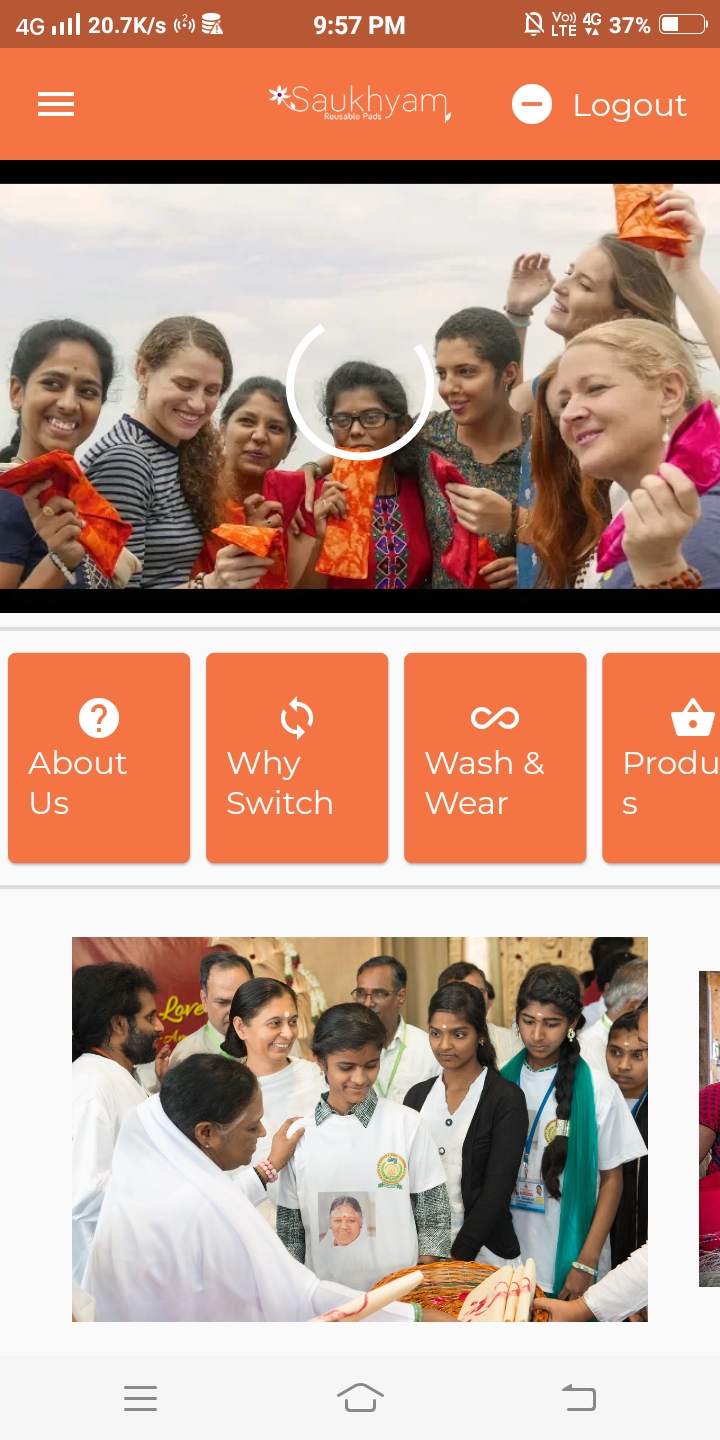 4G 20.7K/s 2 9:57 PM Vo)) LTE 4G 37%
Saukhyam
Reusable Pads
Logout
About
Us
Why
Switch
Wash &
Wear
Produ
s
Love